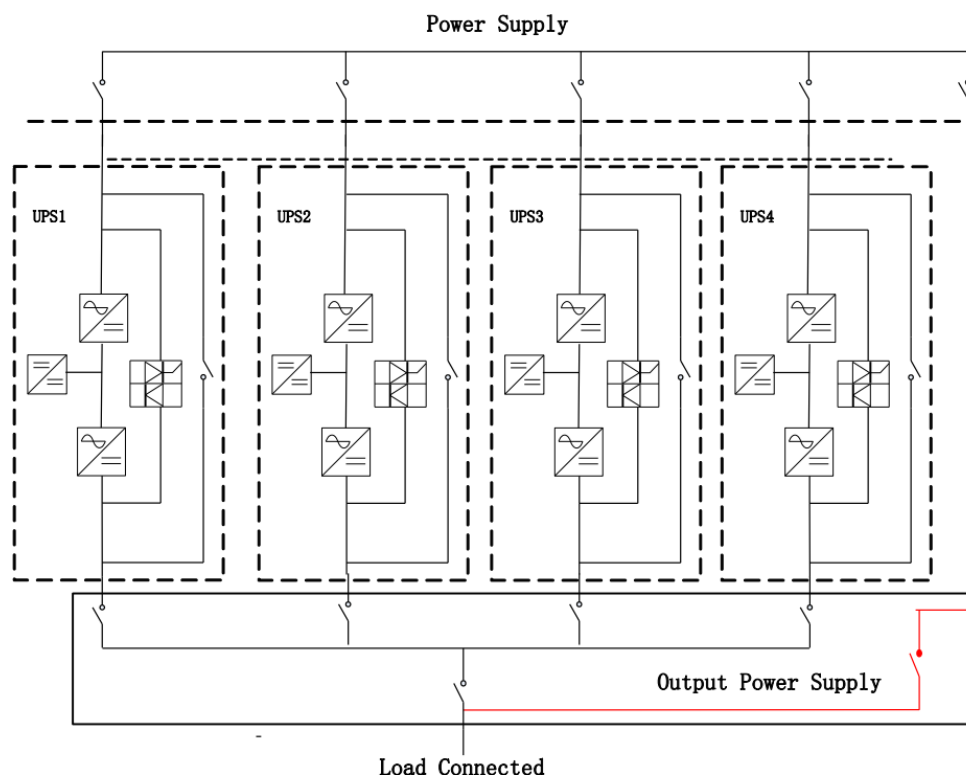 Power Supply
UPS1
UPS2
UPS3
UPS4
Output Power Supply
Load Connected